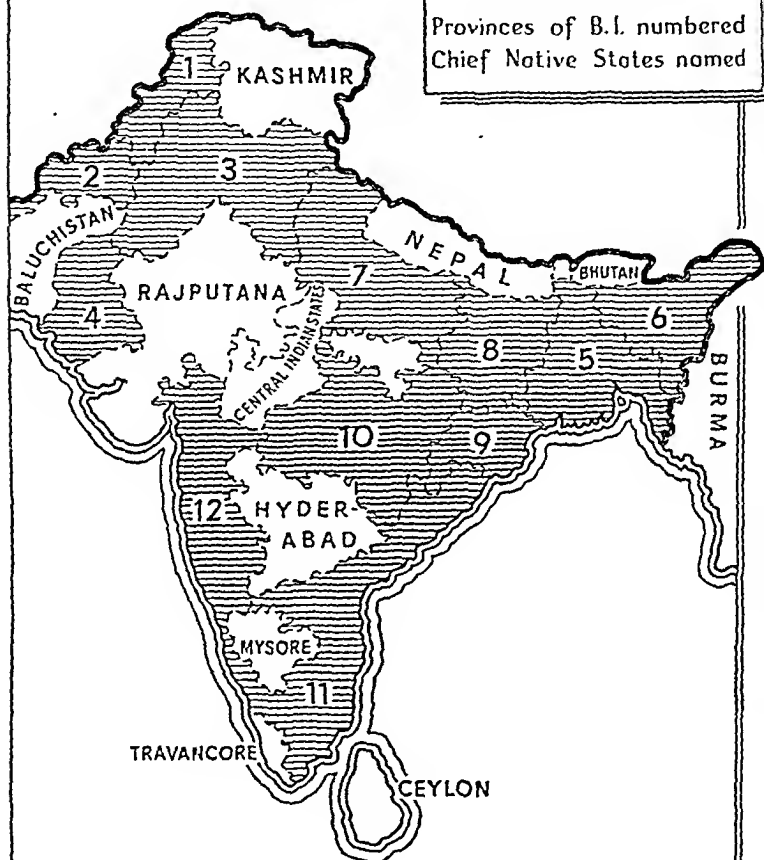 Provinces of B.I. numbered
Chief Native States named
1
KASHMIR
2
3
BALUCHISTAN
NEPAL
BHUTAN
4
RAJPUTANA
7
6
CENTRAL INDIAN STATES
8
5
BURMA
10
9
12
HYDER-
ABAD
MYSORE
11
TRAVANCORE
CEYLON